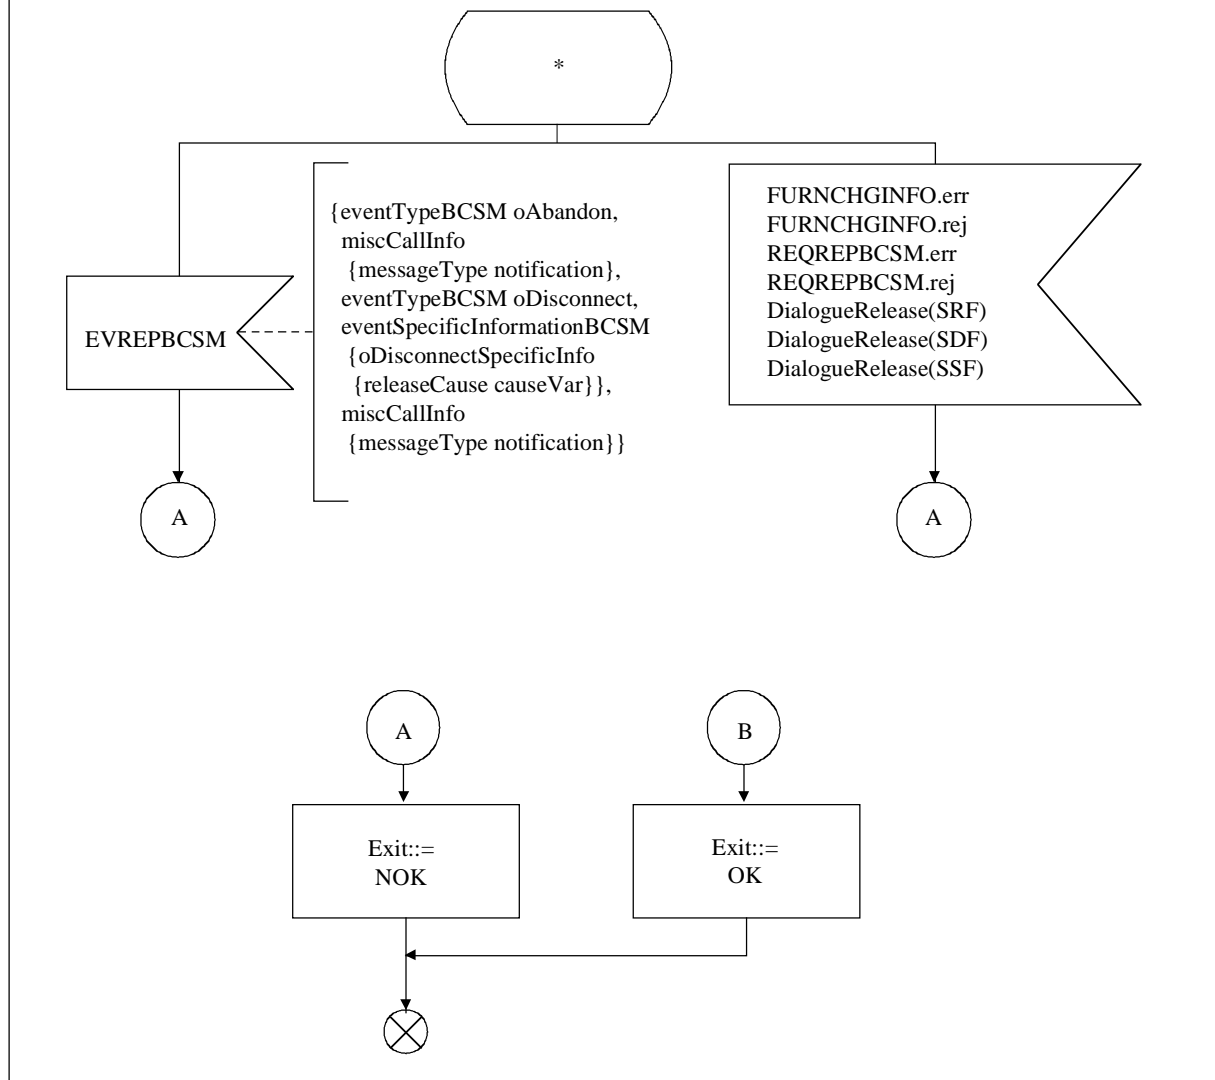 *
EVREPBCSM
{eventTypeBCSM oAbandon,
miscCallInfo
{messageType notification},
eventTypeBCSM oDisconnect,
eventSpecificInformationBCSM
{oDisconnectSpecificInfo
{releaseCause causeVar}},
miscCallInfo
{messageType notification}}
FURNCHGINFO.err
FURNCHGINFO.rej
REQREPBCSM.err
REQREPBCSM.rej
DialogueRelease(SRF)
DialogueRelease(SDF)
DialogueRelease(SSF)
A
A
A
B
Exit::=
NOK
Exit::=
OK